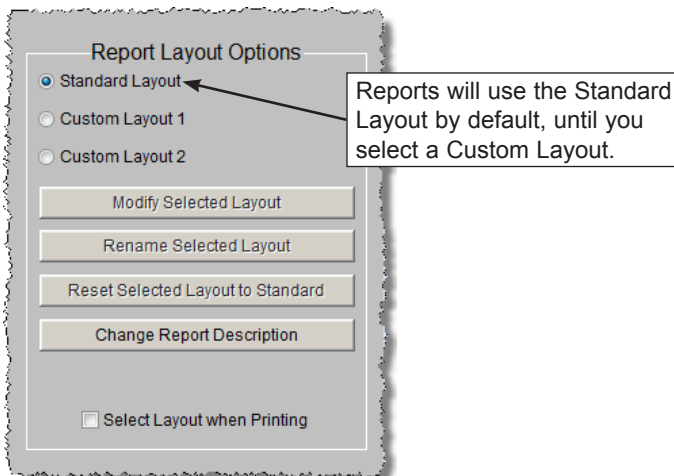 Report Layout Options
Standard Layout
Custom Layout 1
Custom Layout 2
Modify Selected Layout
Rename Selected Layout
Reset Selected Layout to Standard
Change Report Description
Select Layout when Printing
Reports will use the Standard
Layout by default, until you
select a Custom Layout.